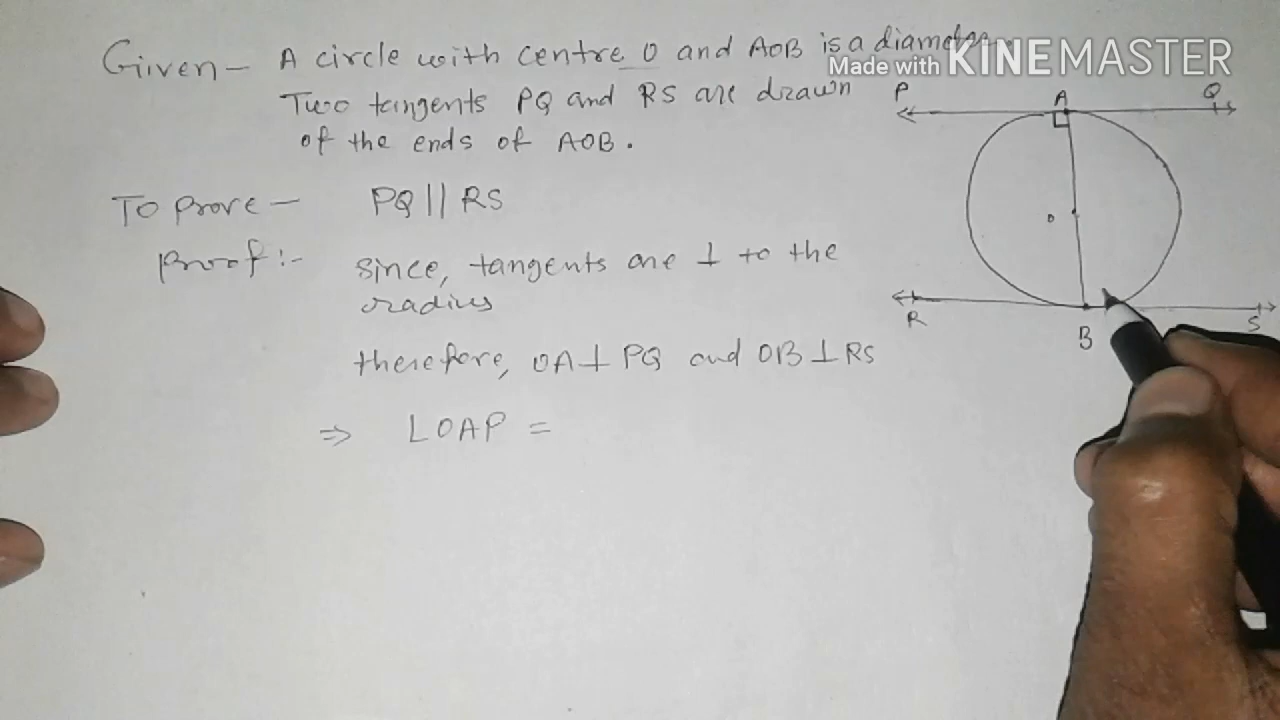 Given - A circle with centre O and AOB is a diameter.
Made with KINEMASTER
Two tangents PQ and RS are drawn
of the ends of AOB.
To prove - PQ || RS
Proof :- since, tangents are ⊥ to the
radius
therefore, OA ⊥ PQ and OB ⊥ RS
⇒ ∠OAP =
P A Q
O
R B S